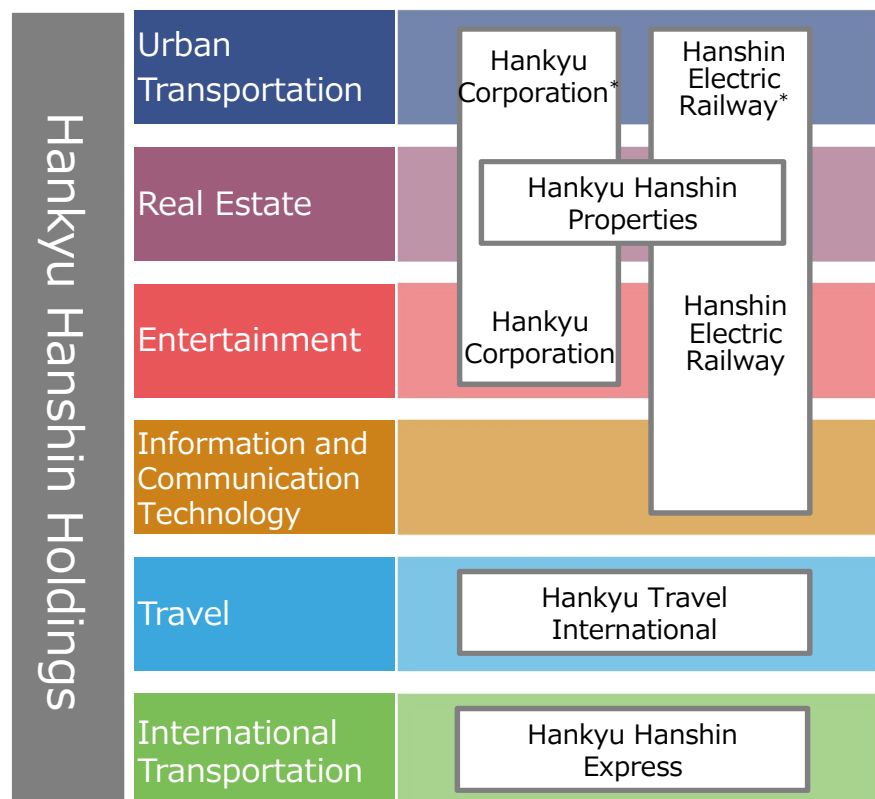 Hankyu Hanshin Holdings
Urban
Transportation
Hankyu
Corporation*
Hanshin
Electric
Railway*
Real Estate
Hankyu Hanshin
Properties
Entertainment
Hankyu
Corporation
Hanshin
Electric
Railway
Information and
Communication
Technology
Travel
Hankyu Travel
International
International
Transportation
Hankyu Hanshin
Express